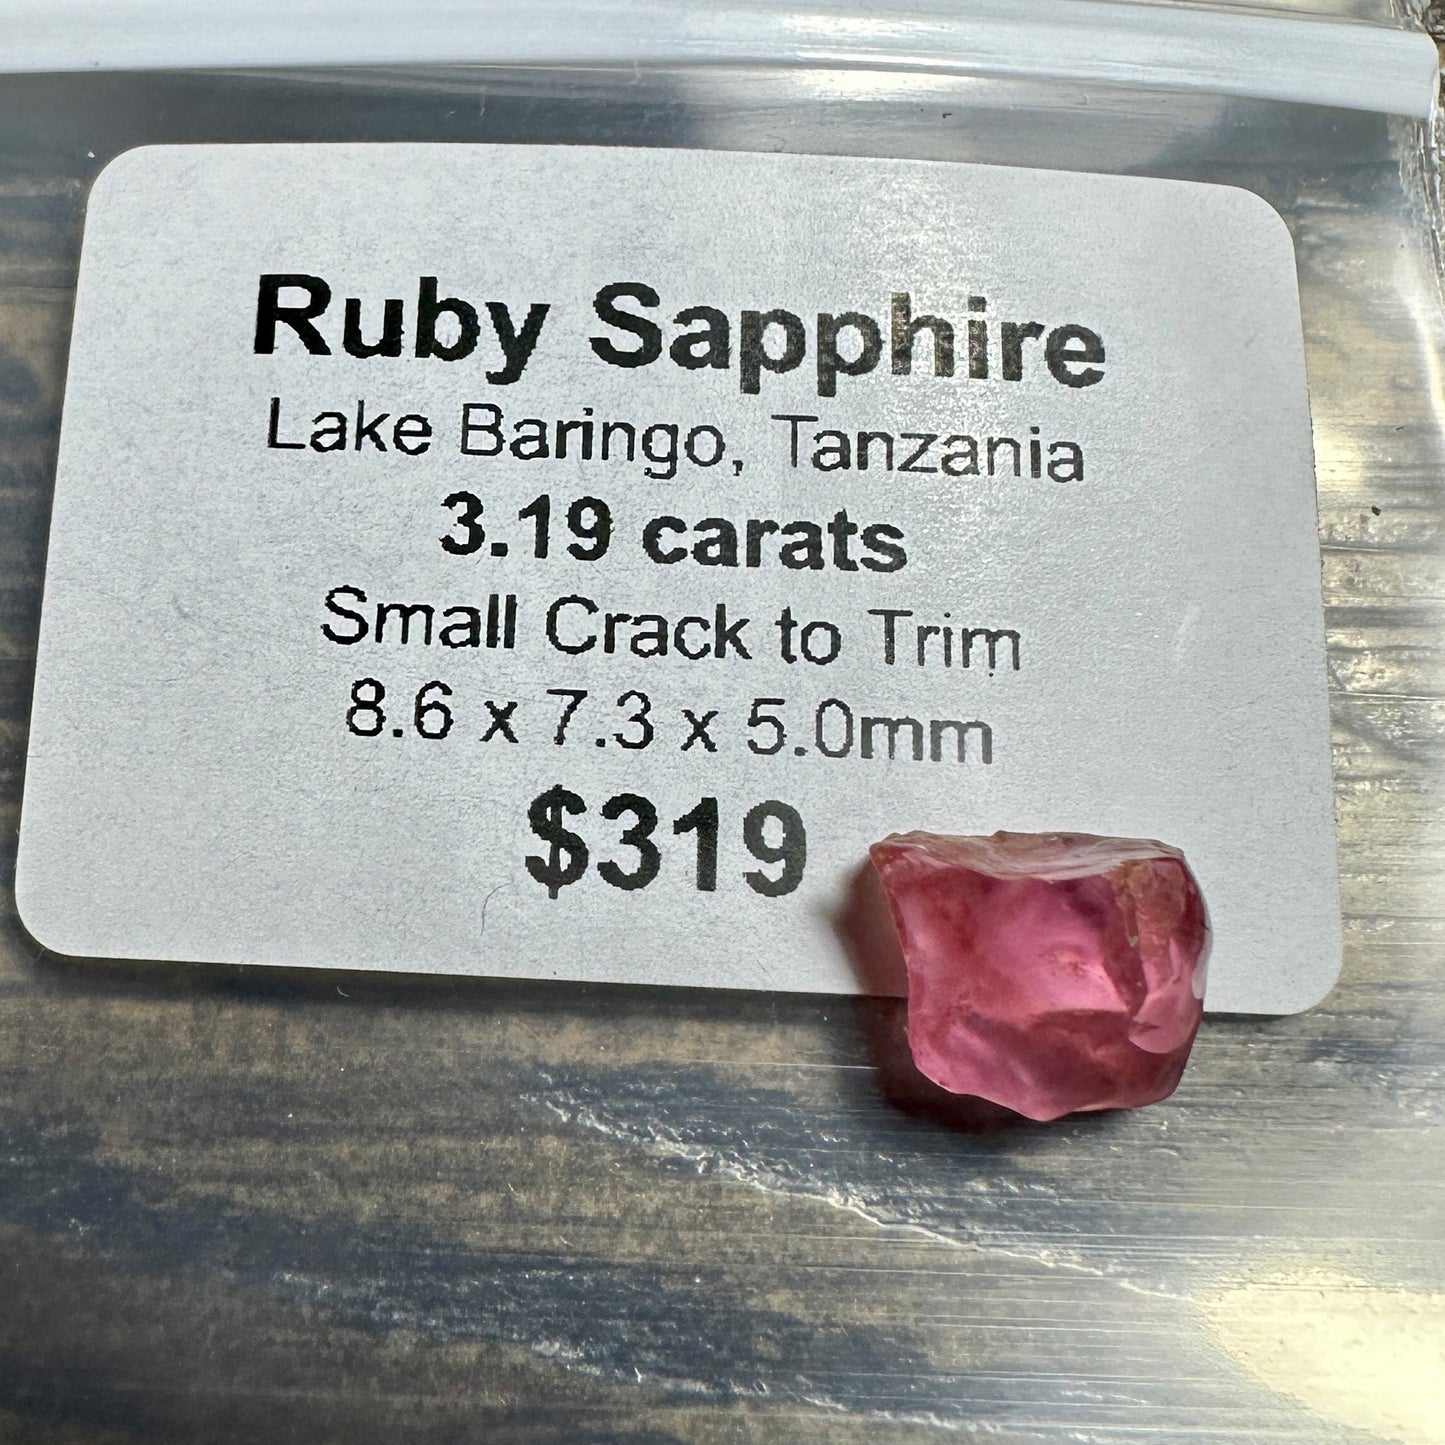 Ruby Sapphire
Lake Baringo, Tanzania
3.19 carats
Small Crack to Trim
8.6 x 7.3 x 5.0mm
$319